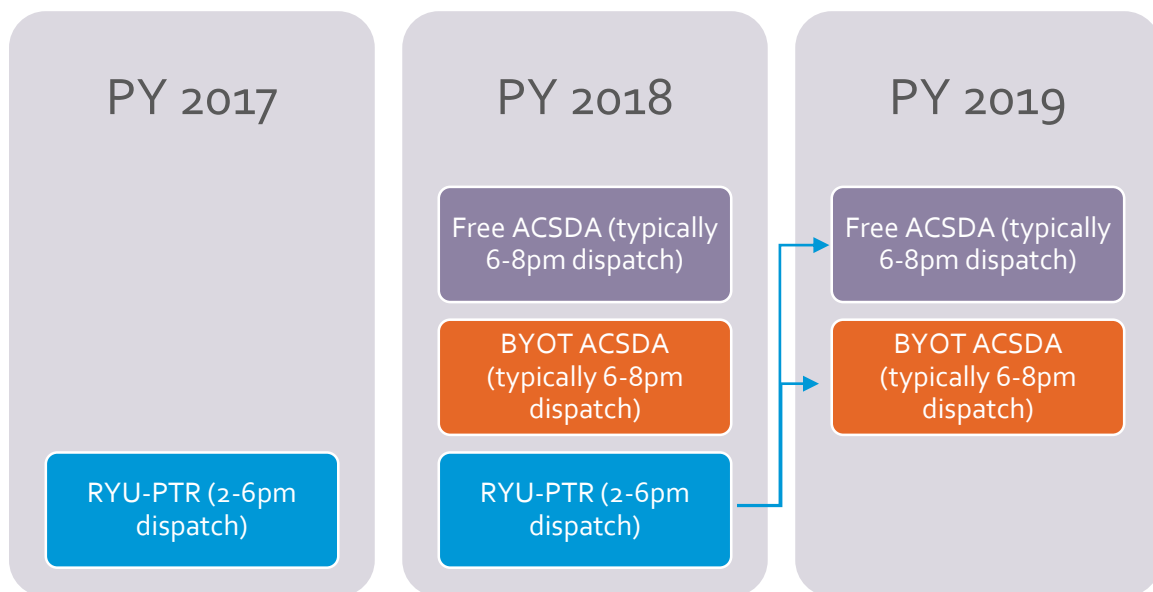 PY 2017
RYU-PTR (2-6pm
dispatch)
PY 2018
Free ACSDA (typically
6-8pm dispatch)
BYOT ACSDA
(typically 6-8pm
dispatch)
RYU-PTR (2-6pm
dispatch)
PY 2019
Free ACSDA (typically
6-8pm dispatch)
BYOT ACSDA
(typically 6-8pm
dispatch)